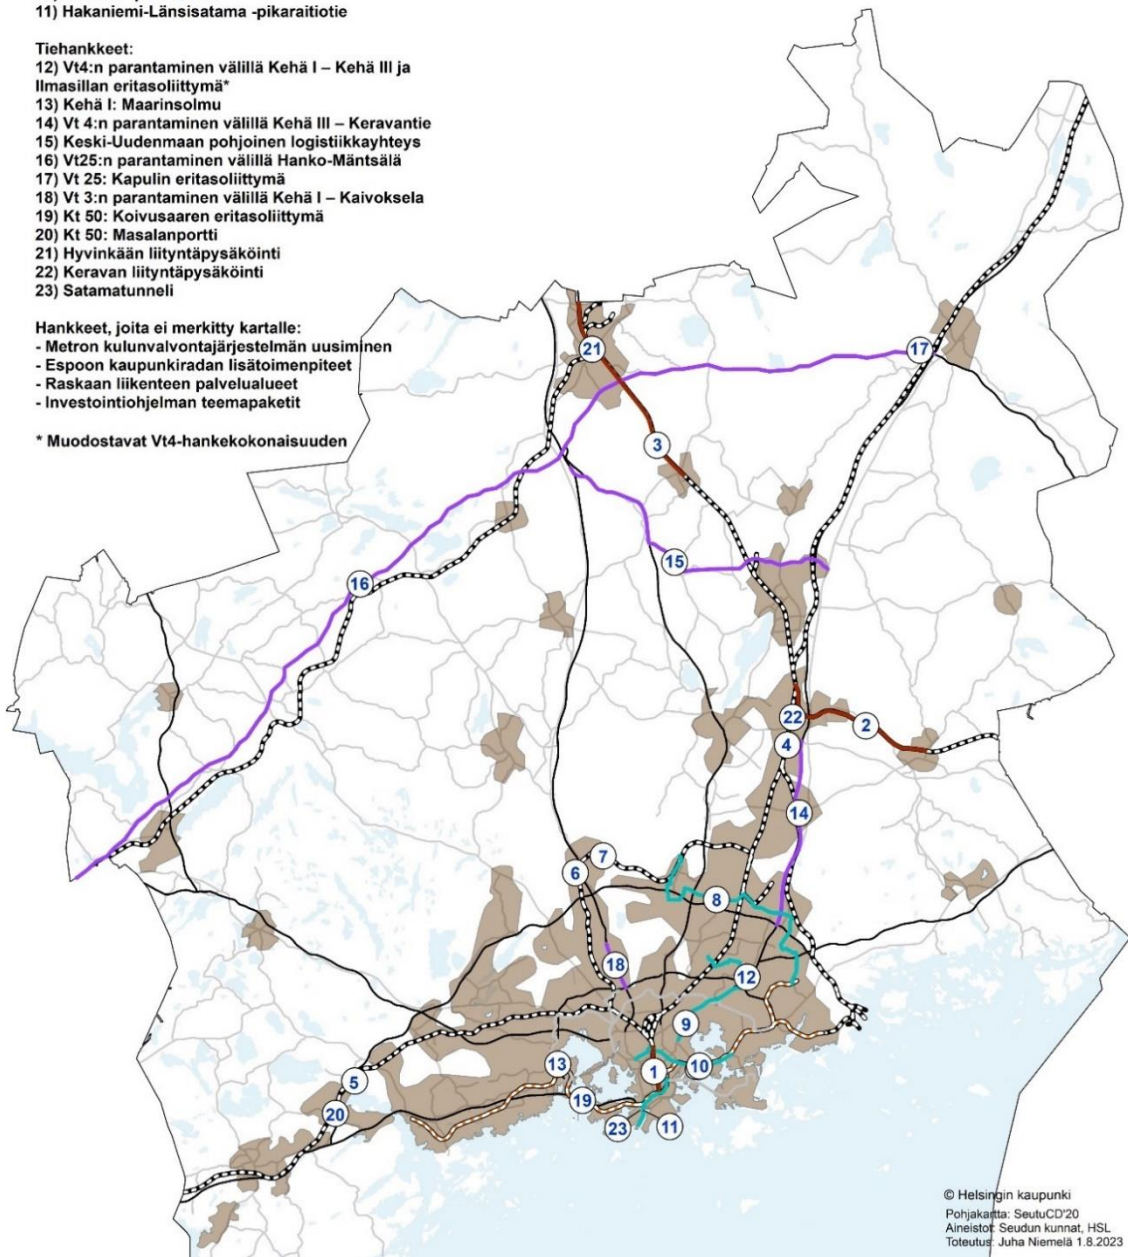 11) Hakaniemi-Länsisatama -pikaraitiotie
Tiehankkeet:
12) Vt4:n parantaminen välillä Kehä I – Kehä III ja
Ilmasillan eritasoliittymä*
13) Kehä I: Maarinsolmu
14) Vt 4:n parantaminen välillä Kehä III – Keravantie
15) Keski-Uudenmaan pohjoinen logistiikkayhteys
16) Vt25:n parantaminen välillä Hanko-Mäntsälä
17) Vt 25: Kapulin eritasoliittymä
18) Vt 3:n parantaminen välillä Kehä I – Kaivoksela
19) Kt 50: Koivusaaren eritasoliittymä
20) Kt 50: Masalanportti
21) Hyvinkään liityntäpysäköinti
22) Keravan liityntäpysäköinti
23) Satamatunneli
Hankkeet, joita ei merkitty kartalle:
- Metron kulunvalvontajärjestelmän uusiminen
- Espoon kaupunkiradan lisätoimenpiteet
- Raskaan liikenteen palvelualueet
- Investointiohjelman teemapaketit
* Muodostavat Vt4-hankekokonaisuuden
21
17
3
15
16
22
2
4
14
7
6
8
18
12
9
13
10
1
5
19
20
23
11
© Helsingin kaupunki
Pohjakartta: SeutuCD'20
Aineistot: Seudun kunnat, HSL
Toteutus: Juha Niemelä 1.8.2023